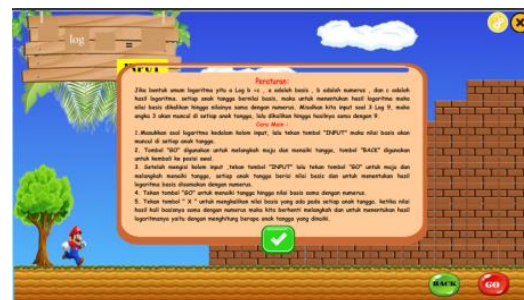 log =
INPUT
Peraturan:
Jika bentuk umum logaritma yitu a Log b =c , a adalah basis , b adalah numerus , dan c adalah
hasil logaritma. setiap anak tangga bernilai basis, maka untuk menentukan hasil logaritma maka
nilai basis dikalikan hingga nilainya sama dengan numerus. Misalkan kita input soal 3 Log 9, maka
angka 3 akan muncul di setiap anak tangga, lalu dikalikan hingga hasilnya sama dengan 9.
Cara Main :
1.Masukkan soal logaritma kedalam kolom input, lalu tekan tombol "INPUT" maka nilai basis akan
muncul di setiap anak tangga.
2. Tombol "GO" digunakan untuk melangkah maju dan menaiki tangga, tombol "BACK" digunakan
untuk kembali ke posisi awal.
3. Setelah mengisi kolom input ,tekan tombol "INPUT" lalu tekan tombol "GO" untuk maju dan
melangkah menaiki tangga, setiap anak tangga berisi nilai basis dan untuk menentukan hasil
logaritma basis disamakan dengan numerus.
4. Tekan tombol "GO" untuk menaiki tangga hingga nilai basis sama dengan numerus.
5. Tekan tombol " X " untuk mengkalikan nilai basis yang ada pada setiap anak tangga. ketika nilai
hasil kali basisnya sama dengan numerus maka kita berhenti melangkah dan untuk menentukan hasil
logaritmanya yaitu dengan menghitung berapa anak tangga yang dinaiki.
BACK
GO